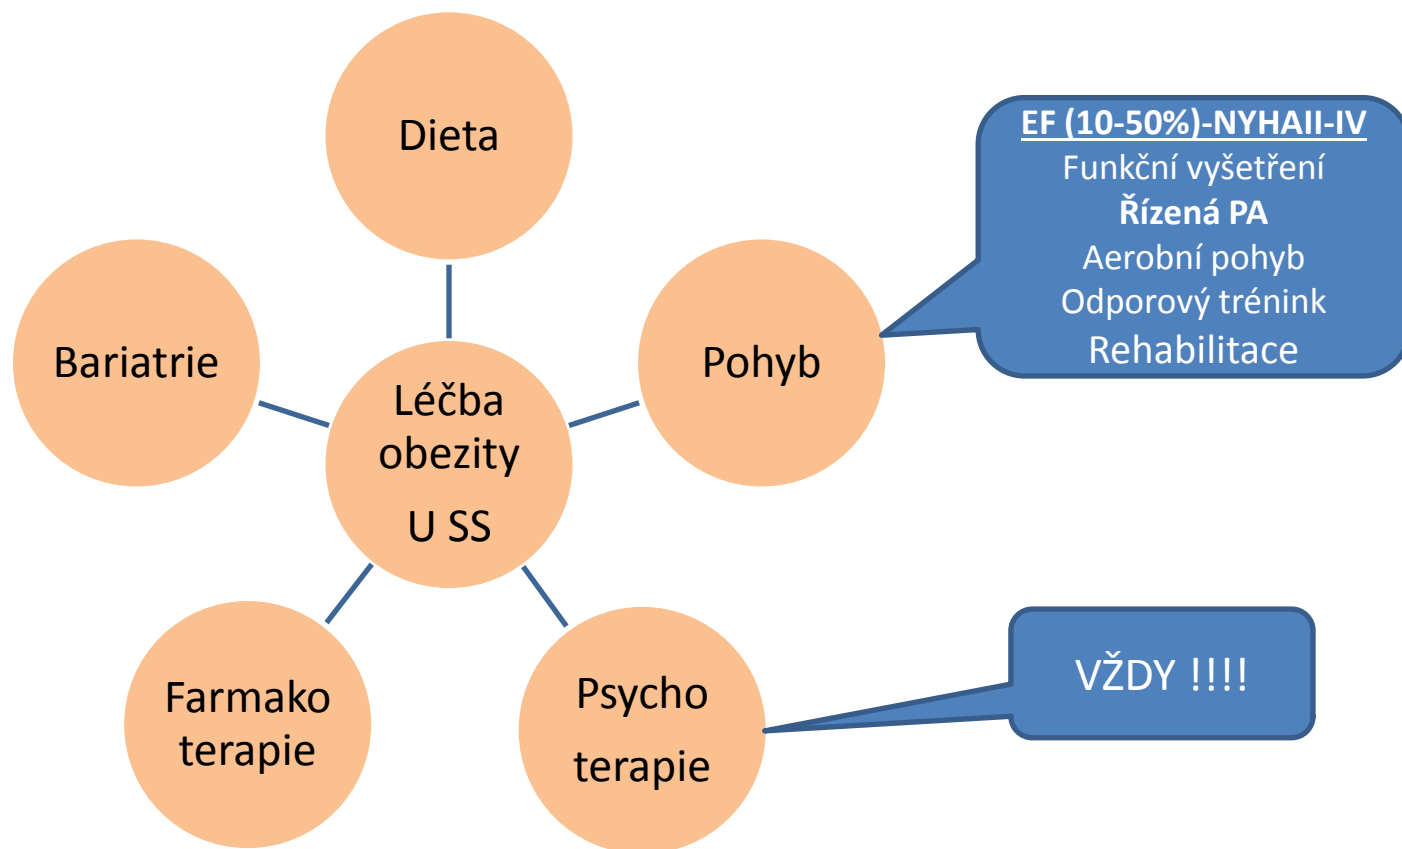 Dieta
EF (10-50%)-NYHAII-IV
Funkční vyšetření
Řízená PA
Aerobní pohyb
Odporový trénink
Rehabilitace
Bariatrie
Pohyb
Léčba
obezity
U SS
Farmako
terapie
Psycho
terapie
VŽDY !!!!